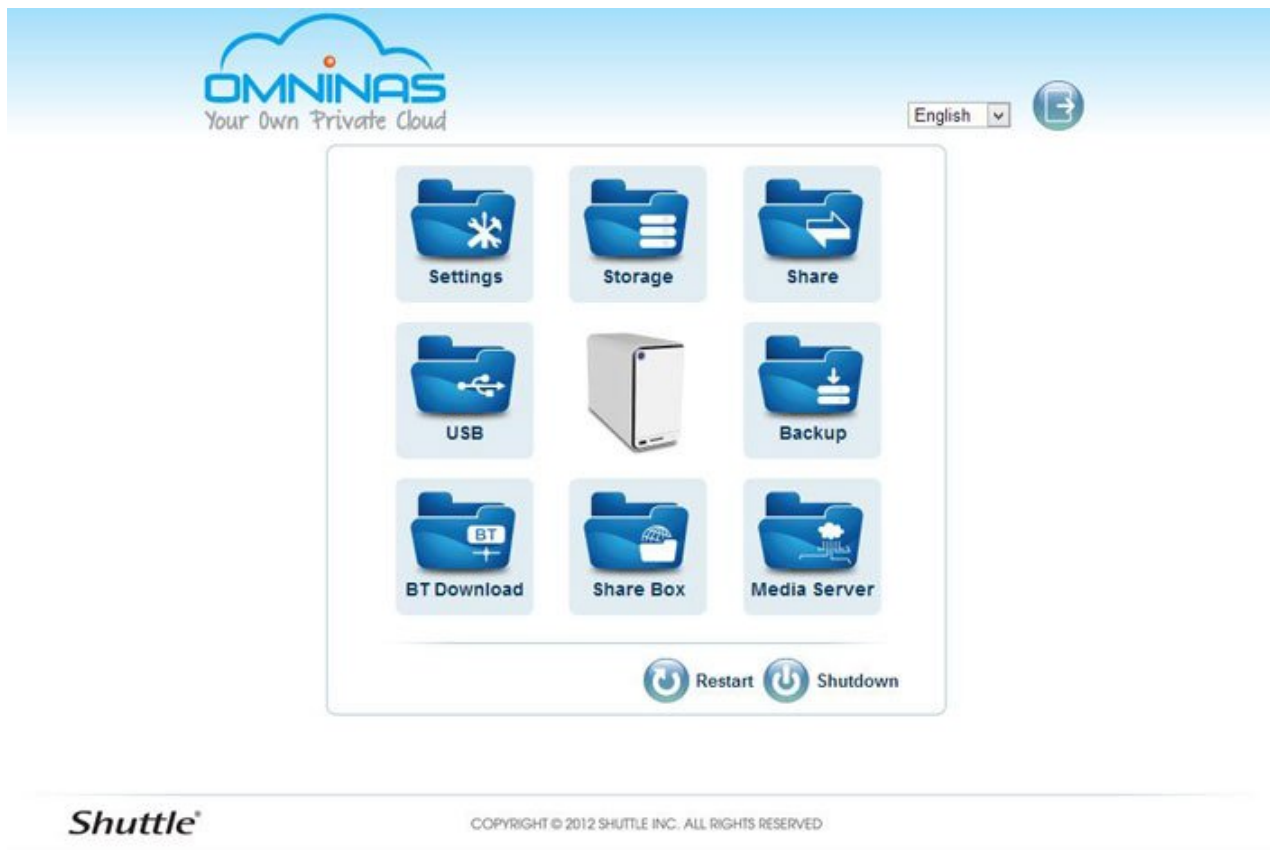 OMNINAS
Your Own Private Cloud
English
Settings
Storage
Share
USB
Backup
BT
BT Download
Share Box
Media Server
Restart
Shutdown
Shuttle®
COPYRIGHT © 2012 SHUTTLE INC. ALL RIGHTS RESERVED